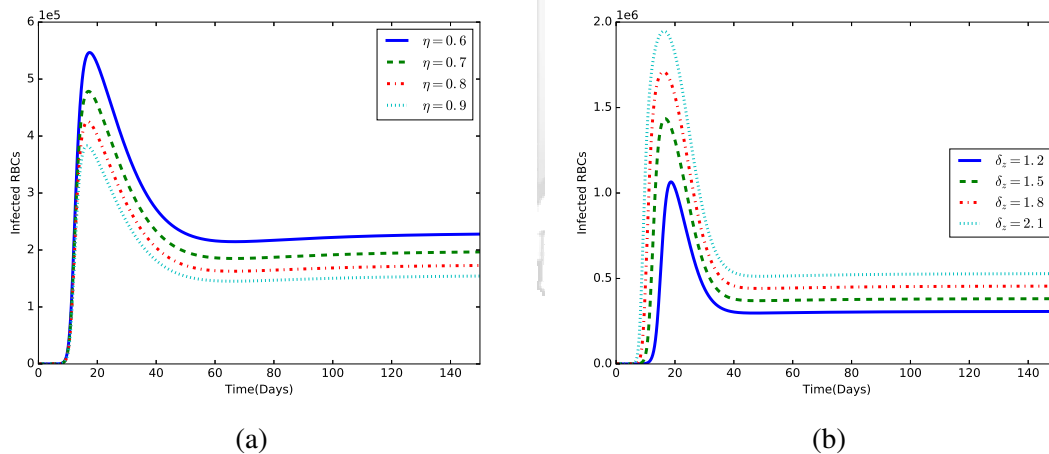 6 1e5
5
4
3
2
1
0
0 20 40 60 80 100 120 140
Infected RBCs
Time(Days)
η = 0.6
η = 0.7
η = 0.8
η = 0.9
(a)
2.0 1e6
1.5
1.0
0.5
0.0
0 20 40 60 80 100 120 140
Infected RBCs
Time(Days)
δz = 1.2
δz = 1.5
δz = 1.8
δz = 2.1
(b)